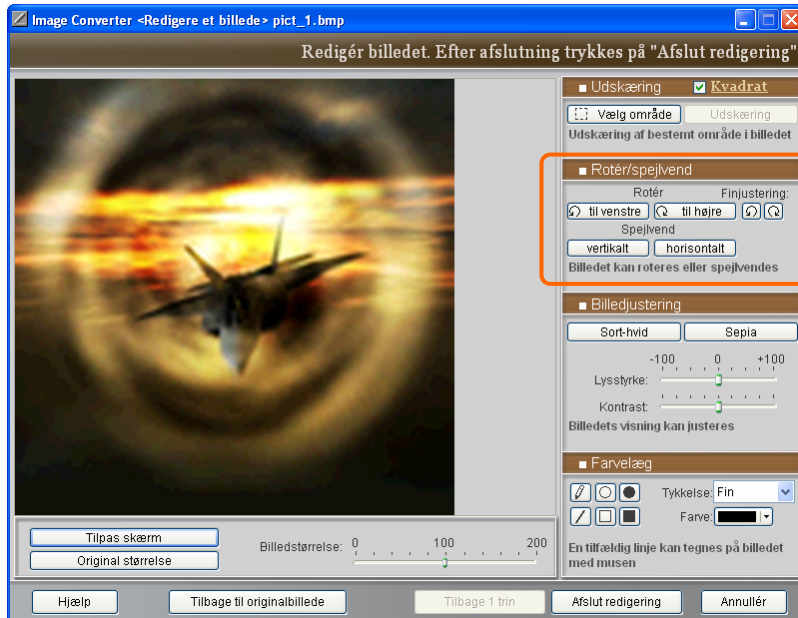 Image Converter <Redigere et billede> pict_1.bmp
Redigér billedet. Efter afslutning trykkes på "Afslut redigering"
Udskæring Kvadrat
Vælg område Udskæring
Udskæring af bestemt område i billedet
Rotér/spejlvend
Rotér Finjustering:
til venstre til højre
Spejlvend
vertikalt horisontalt
Billedet kan roteres eller spejlvendes
Billedjustering
Sort-hvid Sepia
-100 0 +100
Lysstyrke:
Kontrast:
Billedets visning kan justeres
Farvelæg
Tykkelse: Fin
Farve:
En tilfældig linje kan tegnes på billedet
med musen
Tilpas skærm
Original størrelse
Billedstørrelse: 0 100 200
Hjælp Tilbage til originalbillede Tilbage 1 trin Afslut redigering Annullér